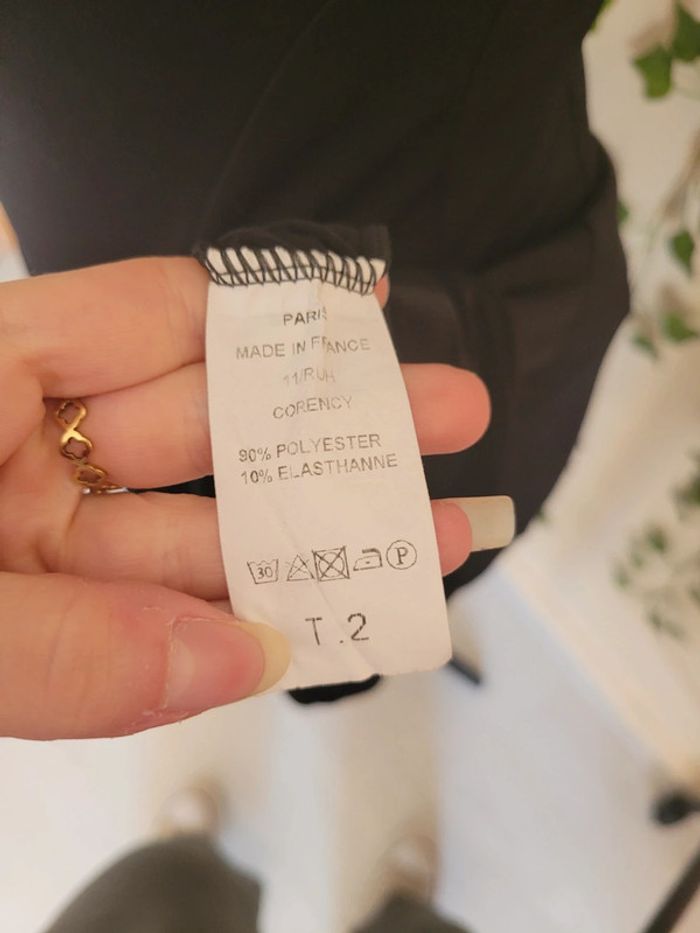 PARIS
MADE IN FRANCE
11/RUH
CORENCY
90% POLYESTER
10% ELASTHANNE
30 P
T.2